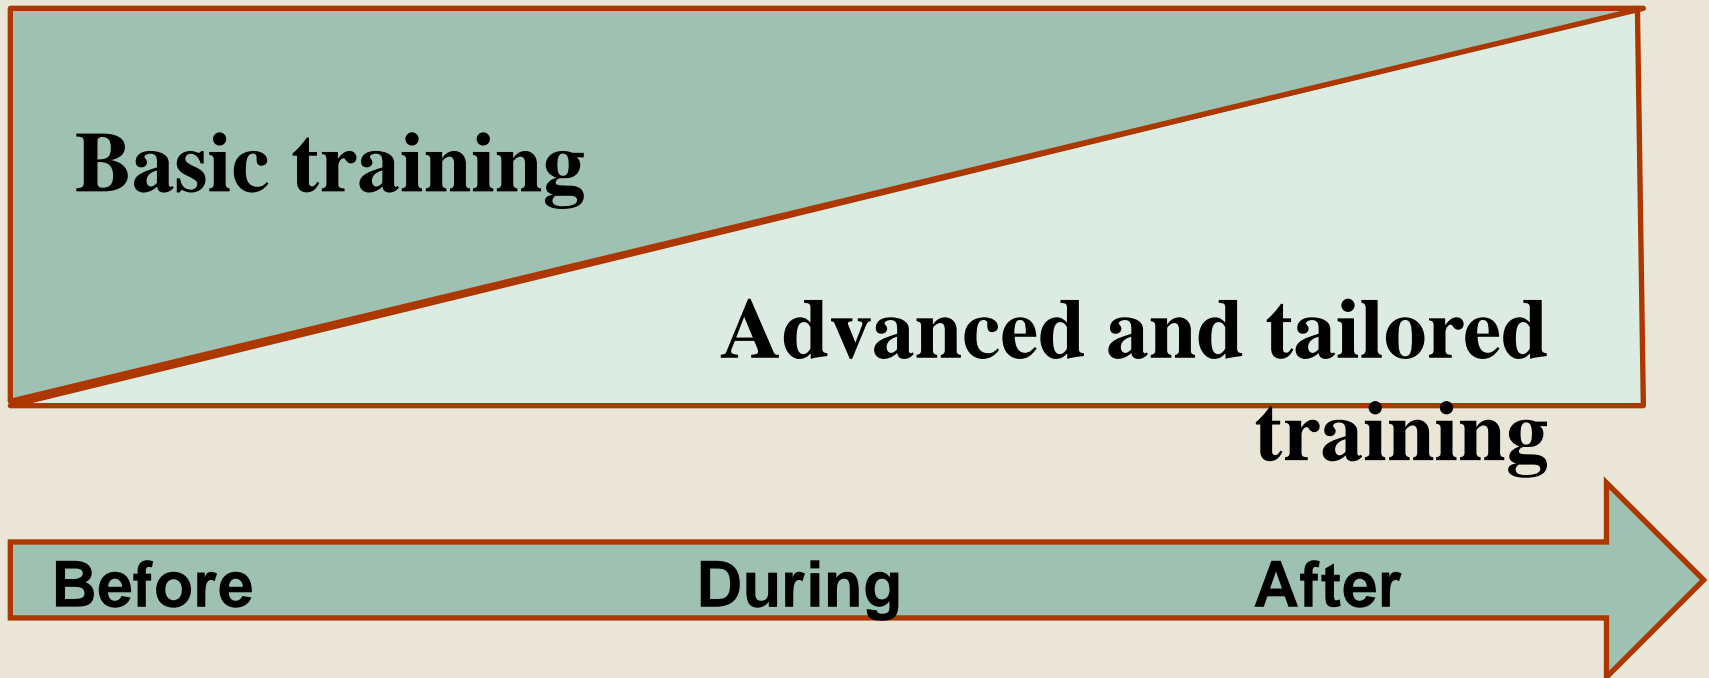 Basic training
Advanced and tailored
training
Before During After